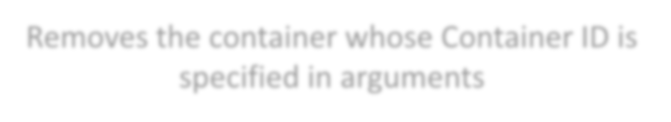 Removes the container whose Container ID is
specified in arguments